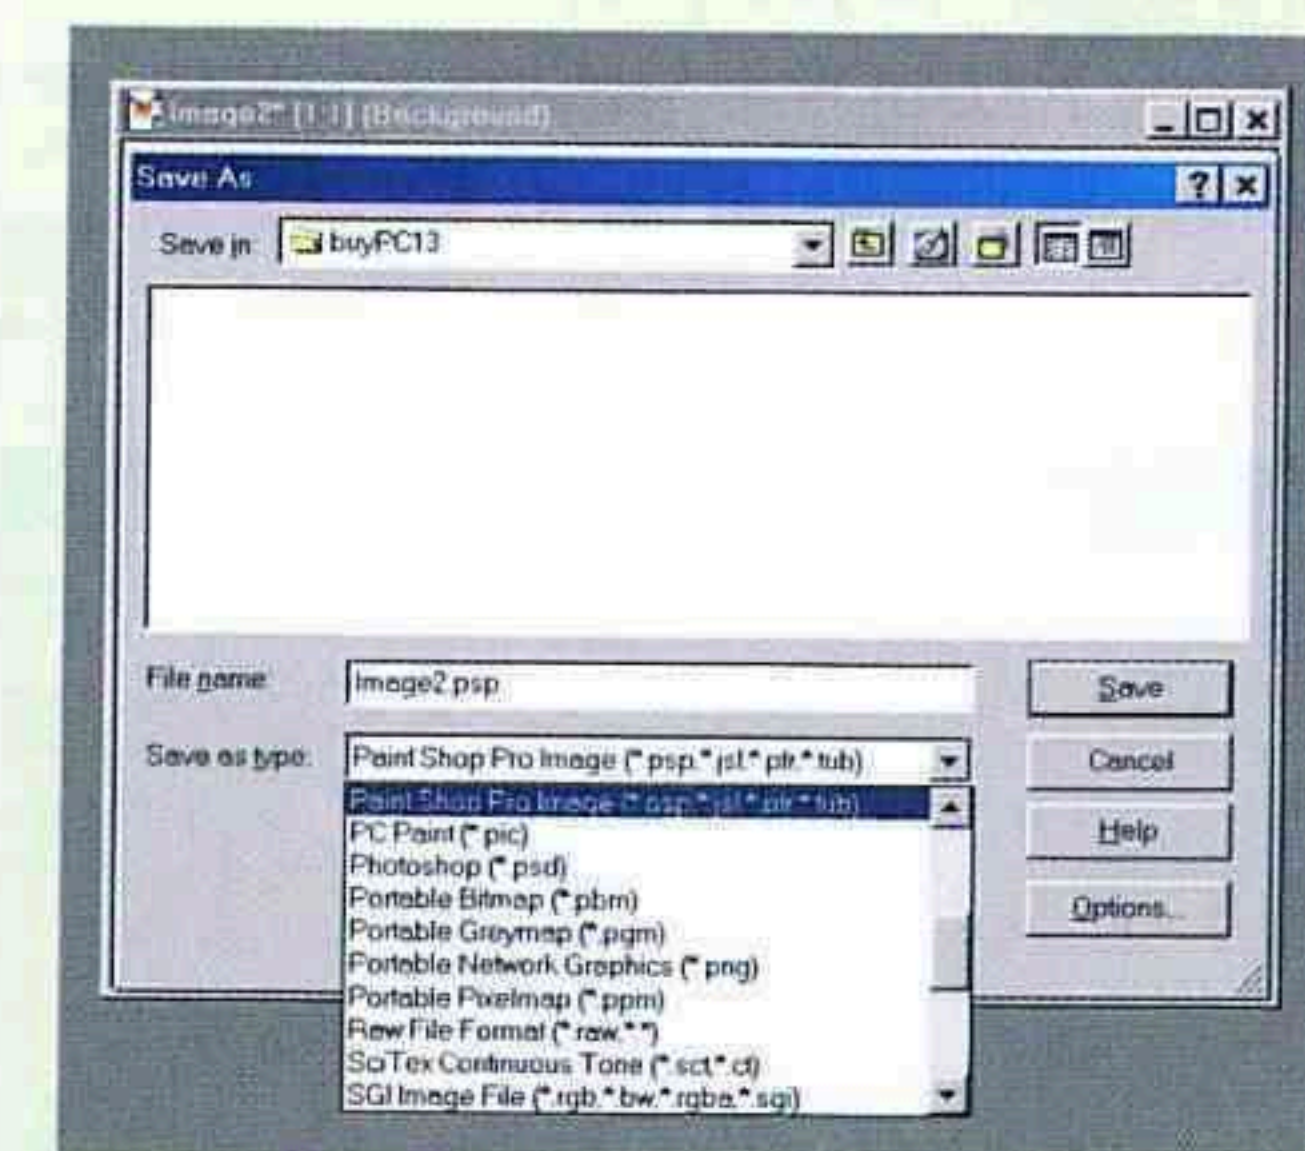 Image2* [1:1] (Background)
Save As
Save in: buyPC13
File name: Image2.psp
Save
Save as type: Paint Shop Pro Image (*.psp,*.jsl,*.pfr,*.tub)
Cancel
Paint Shop Pro Image (*.psp,*.jsl,*.pfr,*.tub)
PC Paint (*.pic)
Help
Photoshop (*.psd)
Portable Bitmap (*.pbm)
Options...
Portable Greymap (*.pgm)
Portable Network Graphics (*.png)
Portable Pixelmap (*.ppm)
Raw File Format (*.raw,*.*)
SciTex Continuous Tone (*.sct,*.ct)
SGI Image File (*.rgb,*.bw,*.rgba,*.sgi)